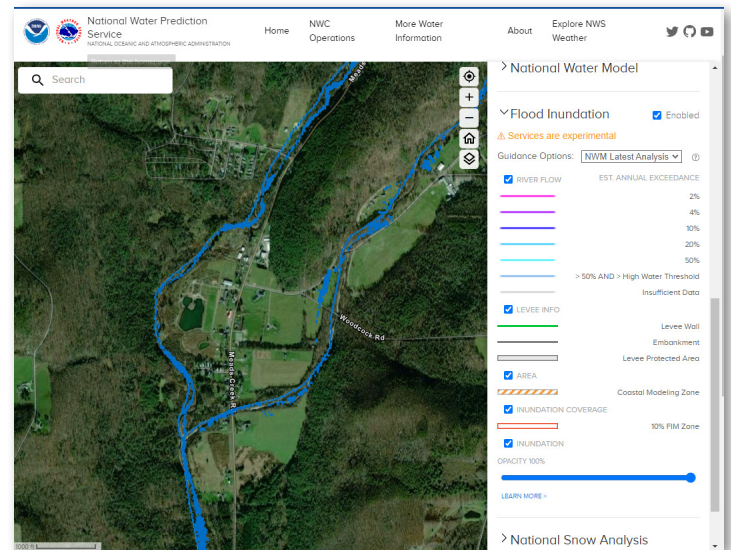 National Water Prediction
Service
NATIONAL OCEANIC AND ATMOSPHERIC ADMINISTRATION
Home
NWC
Operations
More Water
Information
About
Explore NWS
Weather
Search
Meads Creek Rd
Woodcock Rd
1000 ft
National Water Model
Flood Inundation
Enabled
Services are experimental
Guidance Options: NWM Latest Analysis
RIVER FLOW EST. ANNUAL EXCEEDANCE
2%
4%
10%
20%
50%
> 50% AND > High Water Threshold
Insufficient Data
LEVEE INFO
Levee Wall
Embankment
Levee Protected Area
AREA
Coastal Modeling Zone
INUNDATION COVERAGE
10% FIM Zone
INUNDATION
OPACITY 100%
LEARN MORE >
National Snow Analysis